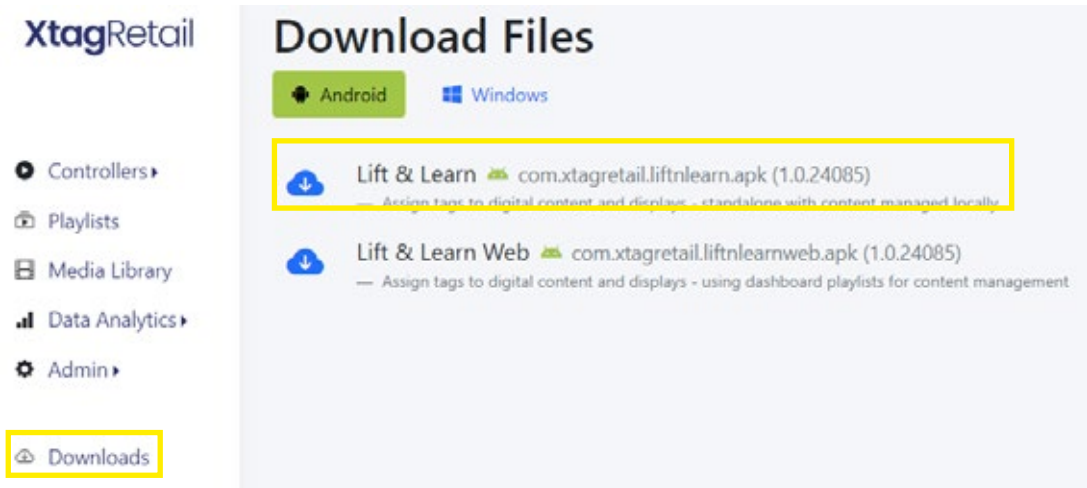 XtagRetail
Controllers
Playlists
Media Library
Data Analytics
Admin
Downloads
Download Files
Android
Windows
Lift & Learn com.xtagretail.liftnlearn.apk (1.0.24085)
— Assign tags to digital content and displays - standalone with content managed locally
Lift & Learn Web com.xtagretail.liftnlearnweb.apk (1.0.24085)
— Assign tags to digital content and displays - using dashboard playlists for content management